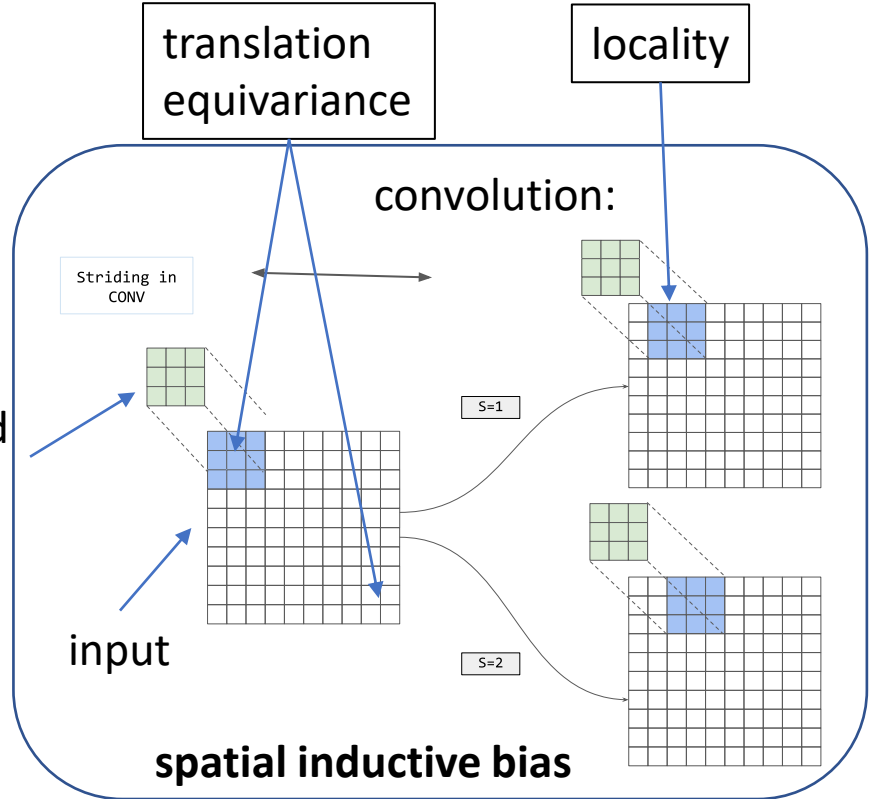 translation
equivariance
locality
convolution:
Striding in
CONV
S=1
input
S=2
spatial inductive bias